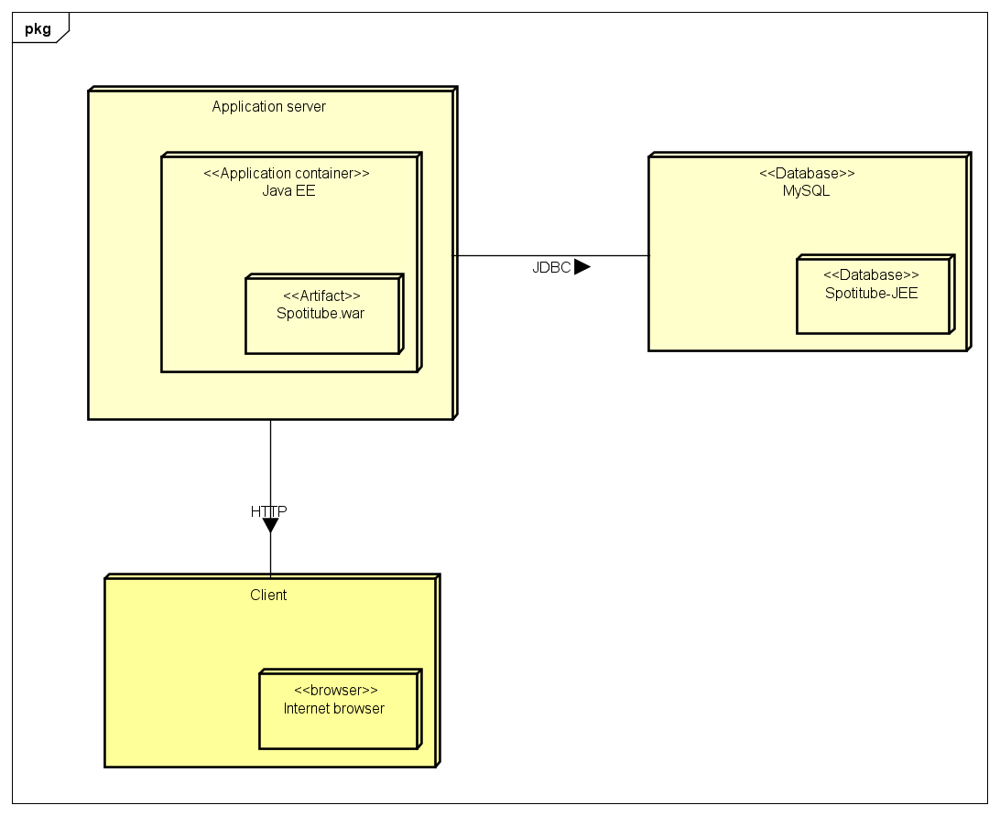 pkg
Application server
<<Application container>>
Java EE
<<Artifact>>
Spotitube.war
JDBC
<<Database>>
MySQL
<<Database>>
Spotitube-JEE
HTTP
Client
<<browser>>
Internet browser